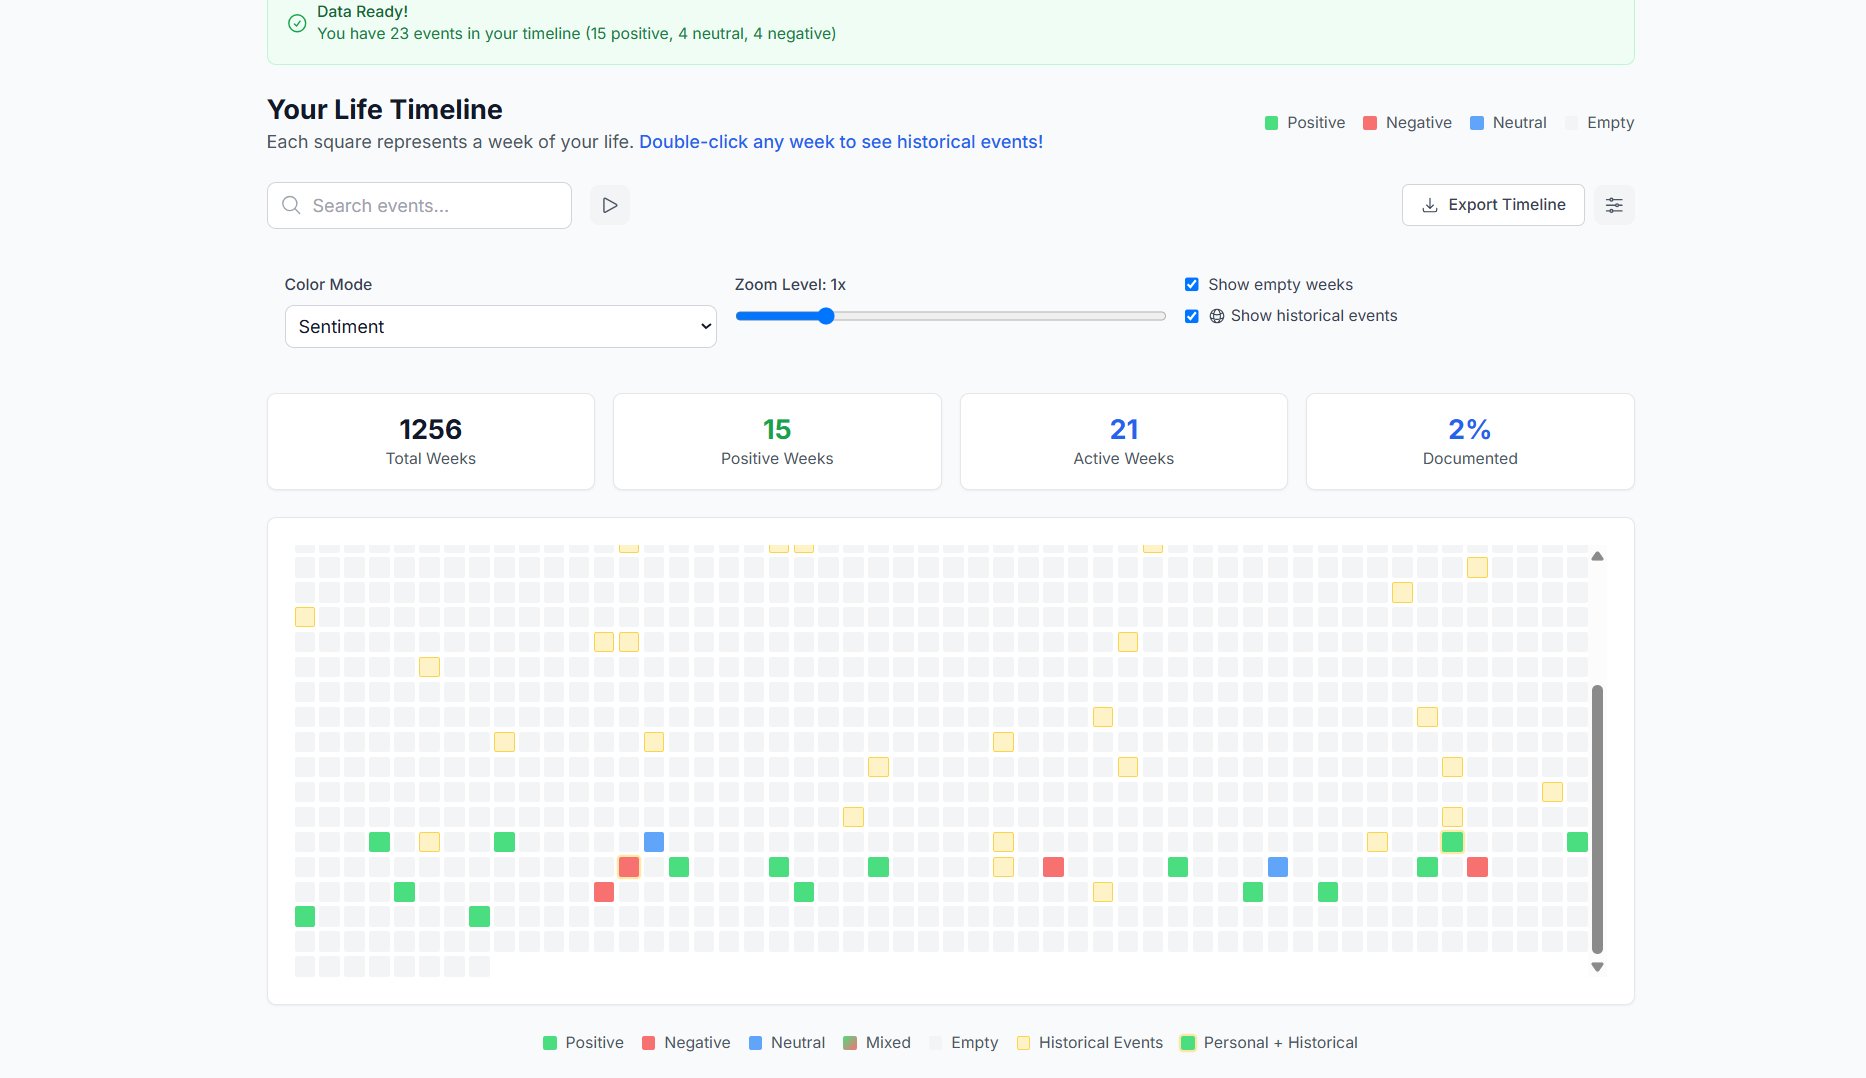 Data Ready!
You have 23 events in your timeline (15 positive, 4 neutral, 4 negative)
Your Life Timeline
Each square represents a week of your life. Double-click any week to see historical events!
Positive
Negative
Neutral
Empty
Search events...
Export Timeline
Color Mode
Sentiment
Zoom Level: 1x
Show empty weeks
Show historical events
1256
Total Weeks
15
Positive Weeks
21
Active Weeks
2%
Documented
Positive
Negative
Neutral
Mixed
Empty
Historical Events
Personal + Historical